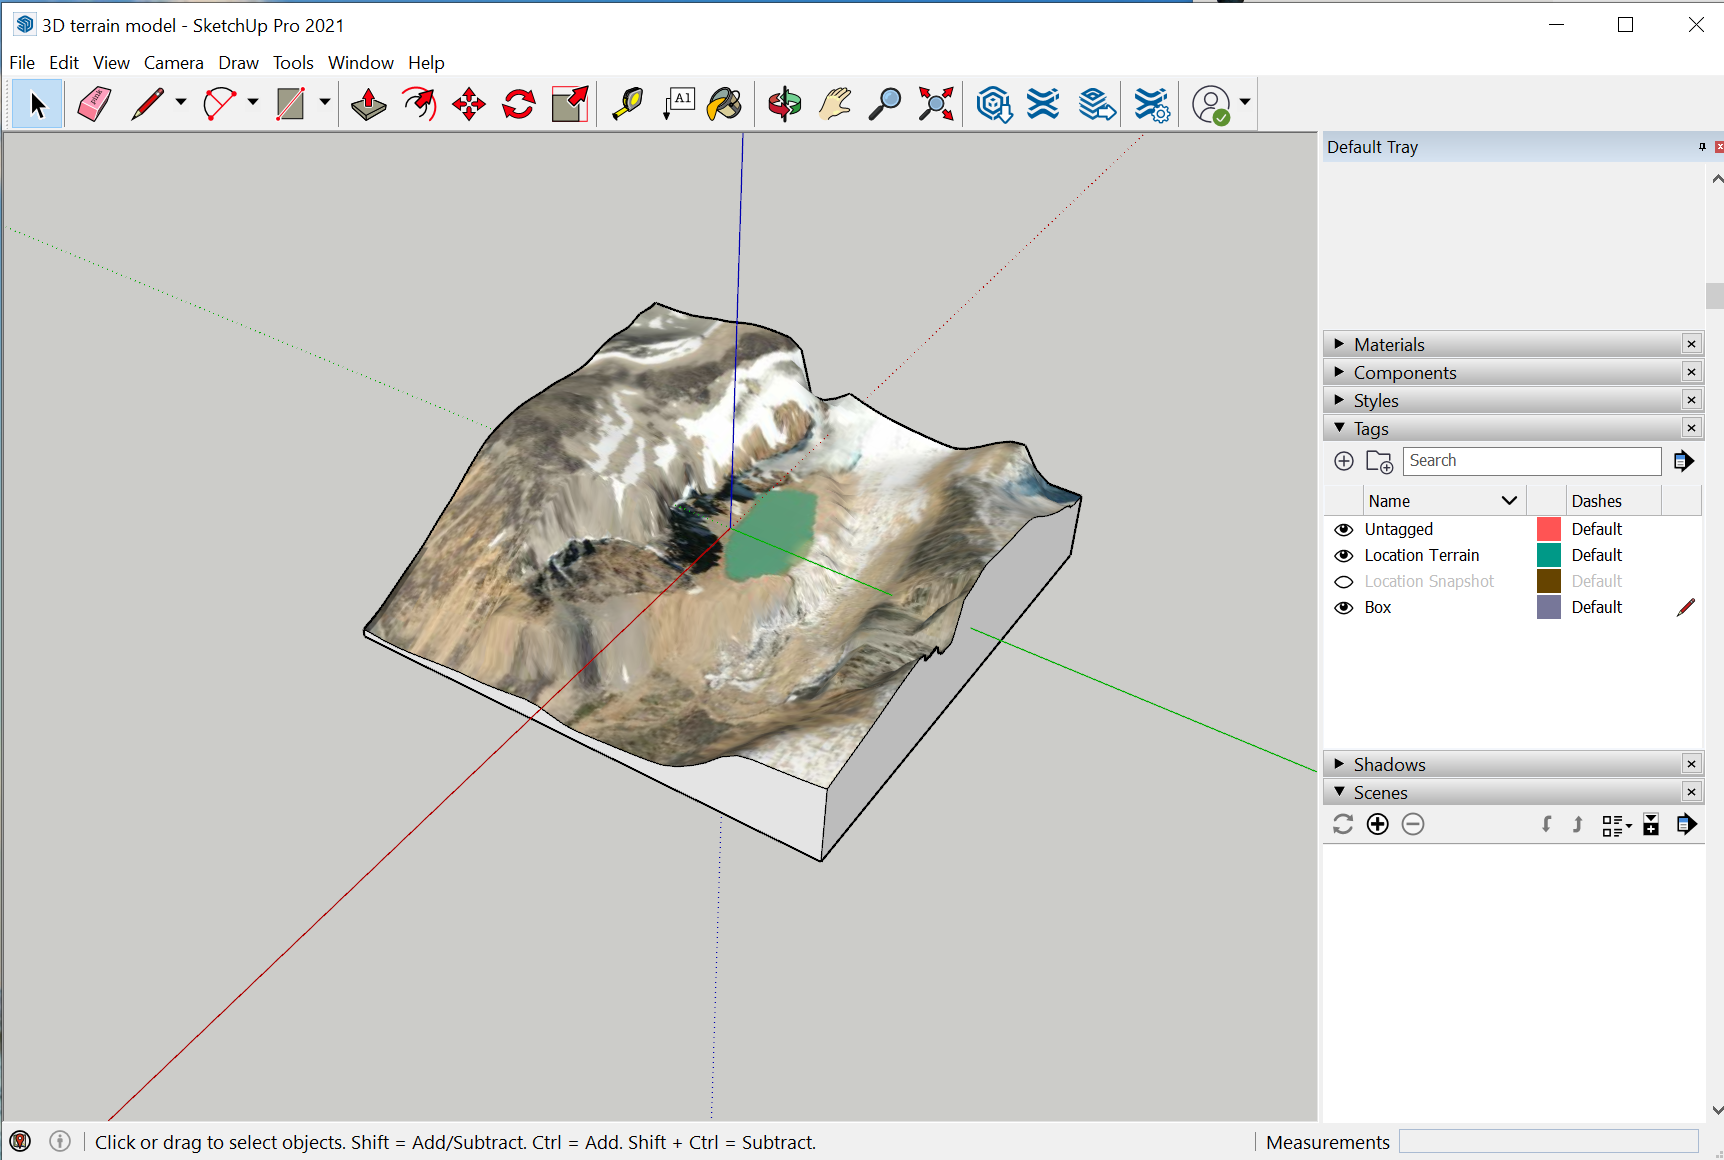 3D terrain model - SketchUp Pro 2021
File Edit View Camera Draw Tools Window Help
A1
Default Tray
Materials
Components
Styles
Tags
Search
Name Dashes
Untagged Default
Location Terrain Default
Location Snapshot Default
Box Default
Shadows
Scenes
Click or drag to select objects. Shift = Add/Subtract. Ctrl = Add. Shift + Ctrl = Subtract.
Measurements